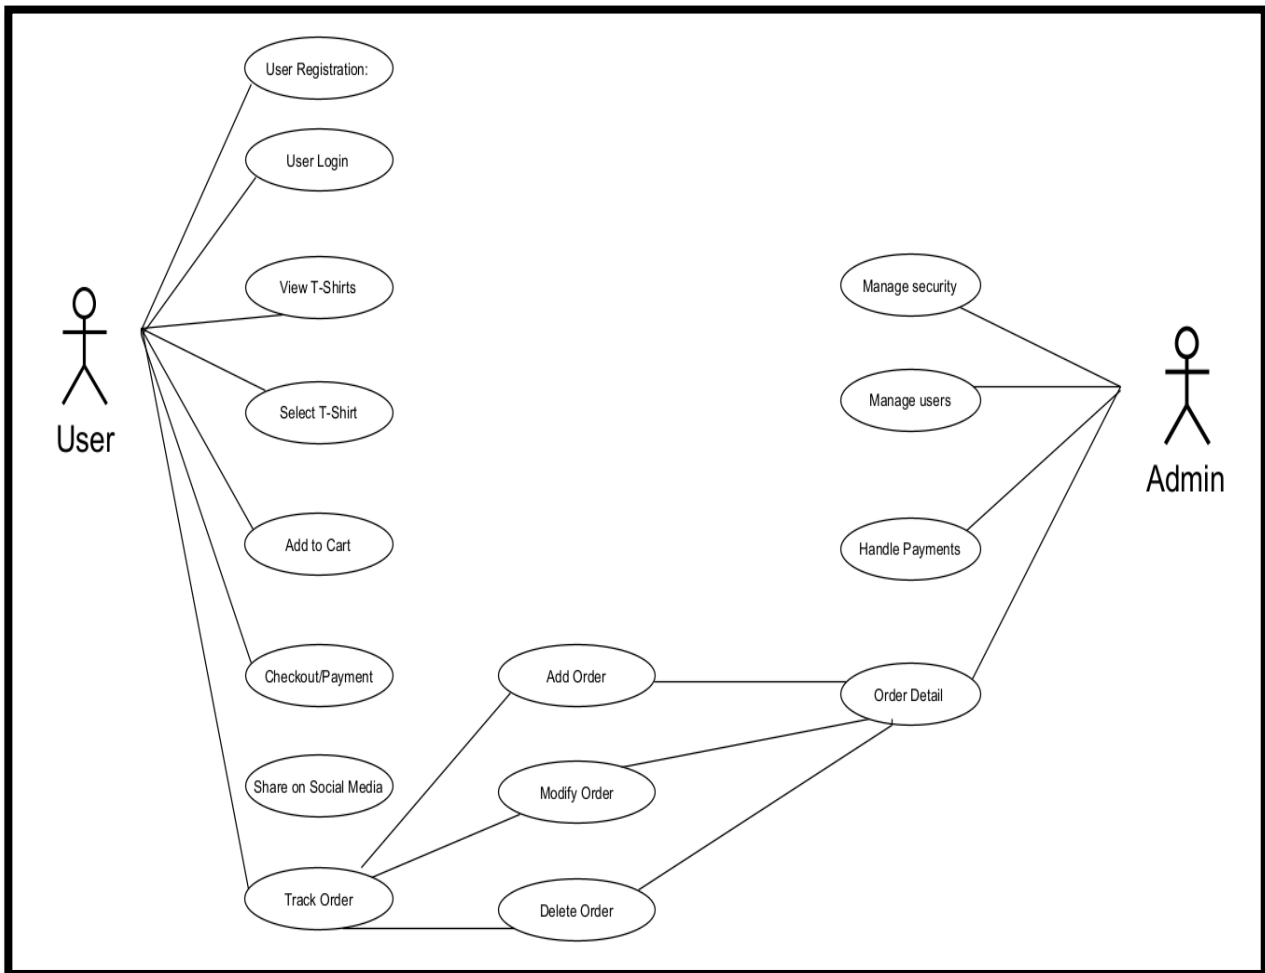 User Registration:
User Login
View T-Shirts
Manage security
Manage users
Select T-Shirt
User
Admin
Add to Cart
Handle Payments
Checkout/Payment
Add Order
Order Detail
Share on Social Media
Modify Order
Track Order
Delete Order